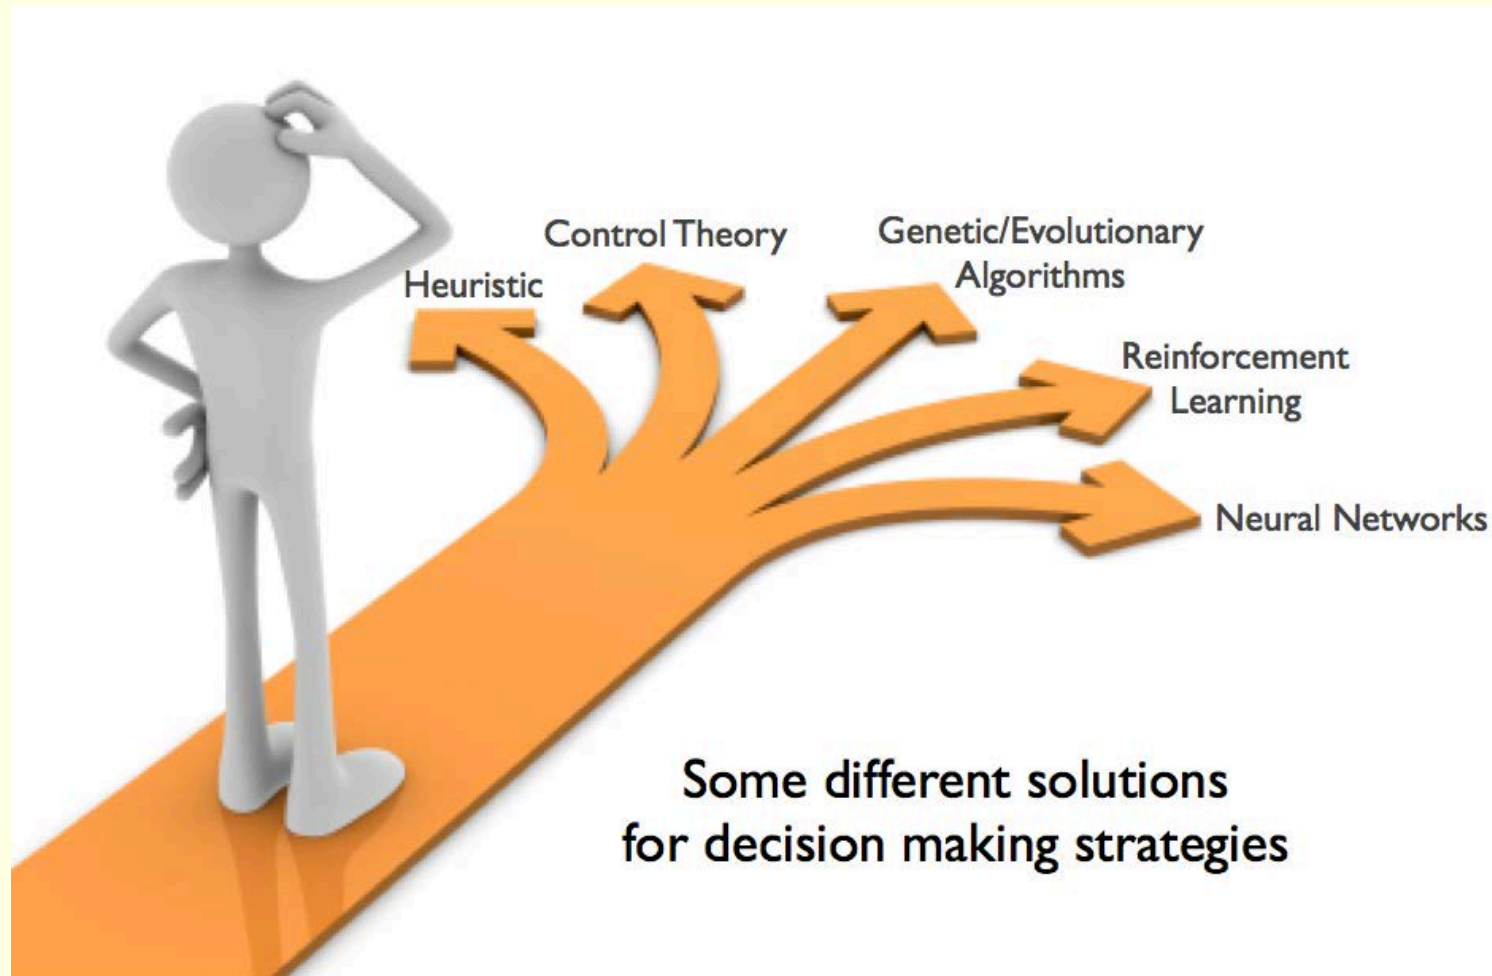 Heuristic
Control Theory
Genetic/Evolutionary
Algorithms
Reinforcement
Learning
Neural Networks
Some different solutions
for decision making strategies